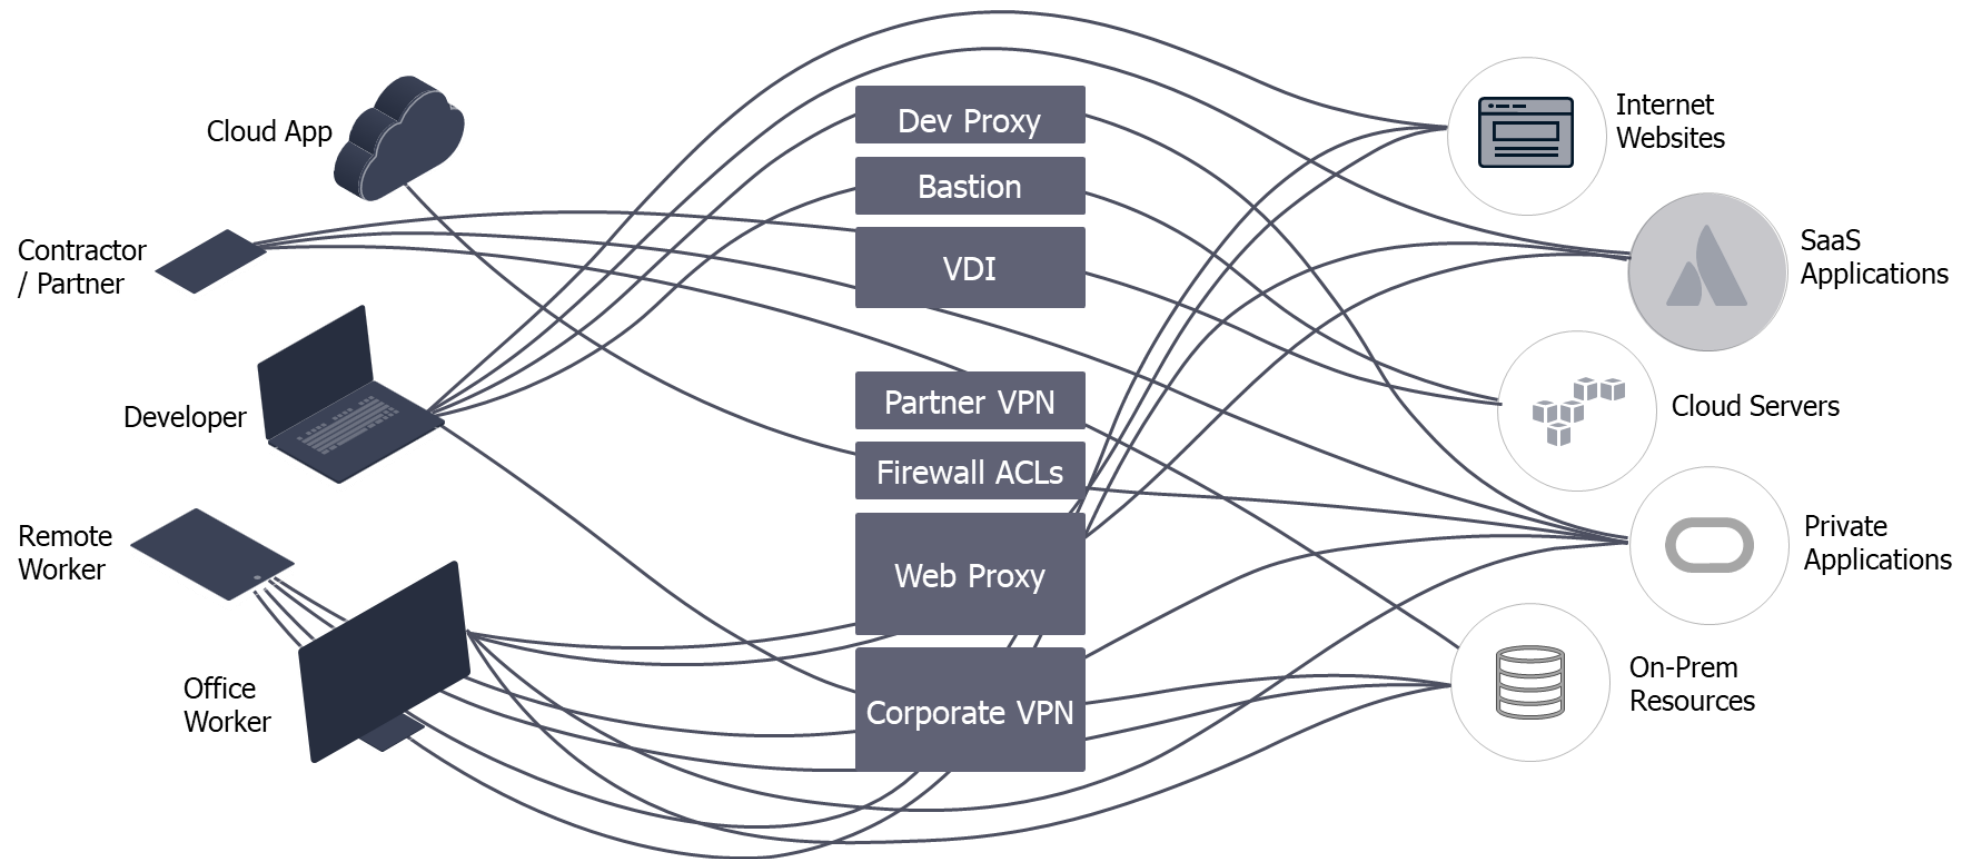 Cloud App
Contractor
/ Partner
Developer
Remote
Worker
Office
Worker
Dev Proxy
Bastion
VDI
Partner VPN
Firewall ACLs
Web Proxy
Corporate VPN
Internet
Websites
SaaS
Applications
Cloud Servers
Private
Applications
On-Prem
Resources